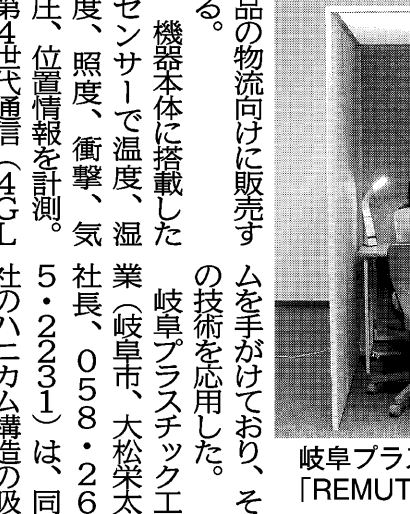 品の物流向けに販売す
る。
機器本体に搭載した
センサーで温度、湿
度、照度、衝撃、気
圧、位置情報を計測。
第4世代通信（4GL
ムを手がけており、そ
の技術を応用した。
岐阜プラスチック工
業（岐阜市、大松栄太
社長、058・26
5・2231）は、同
社のハニカム構造の吸
岐阜プラス
「REMUT